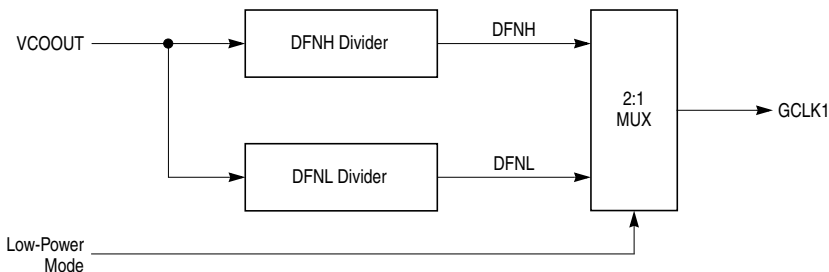 VCOOUT
DFNH Divider
DFNH
2:1
MUX
GCLK1
DFNL Divider
DFNL
Low-Power
Mode